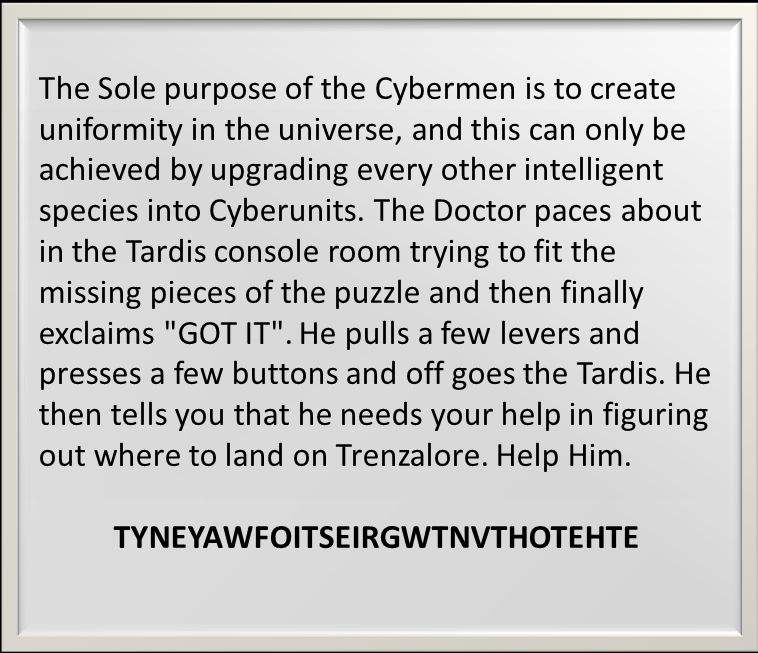 The Sole purpose of the Cybermen is to create
uniformity in the universe, and this can only be
achieved by upgrading every other intelligent
species into Cyberunits. The Doctor paces about
in the Tardis console room trying to fit the
missing pieces of the puzzle and then finally
exclaims "GOT IT". He pulls a few levers and
presses a few buttons and off goes the Tardis. He
then tells you that he needs your help in figuring
out where to land on Trenzalore. Help Him.
TYNEYAWFOITSEIRGWTNVTHOTEHTE